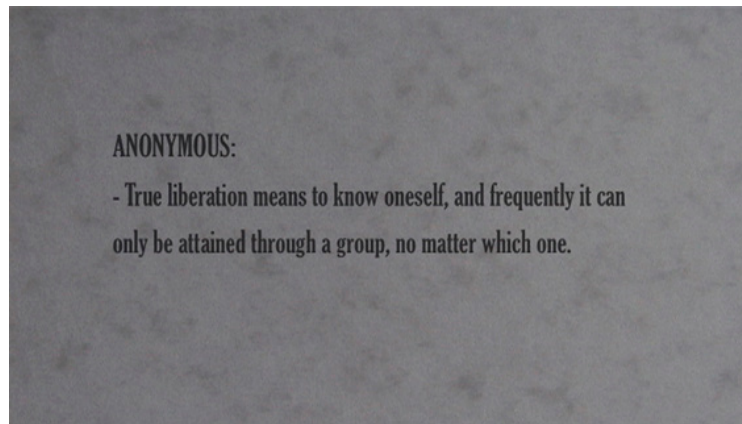 ANONYMOUS:
- True liberation means to know oneself, and frequently it can
only be attained through a group, no matter which one.